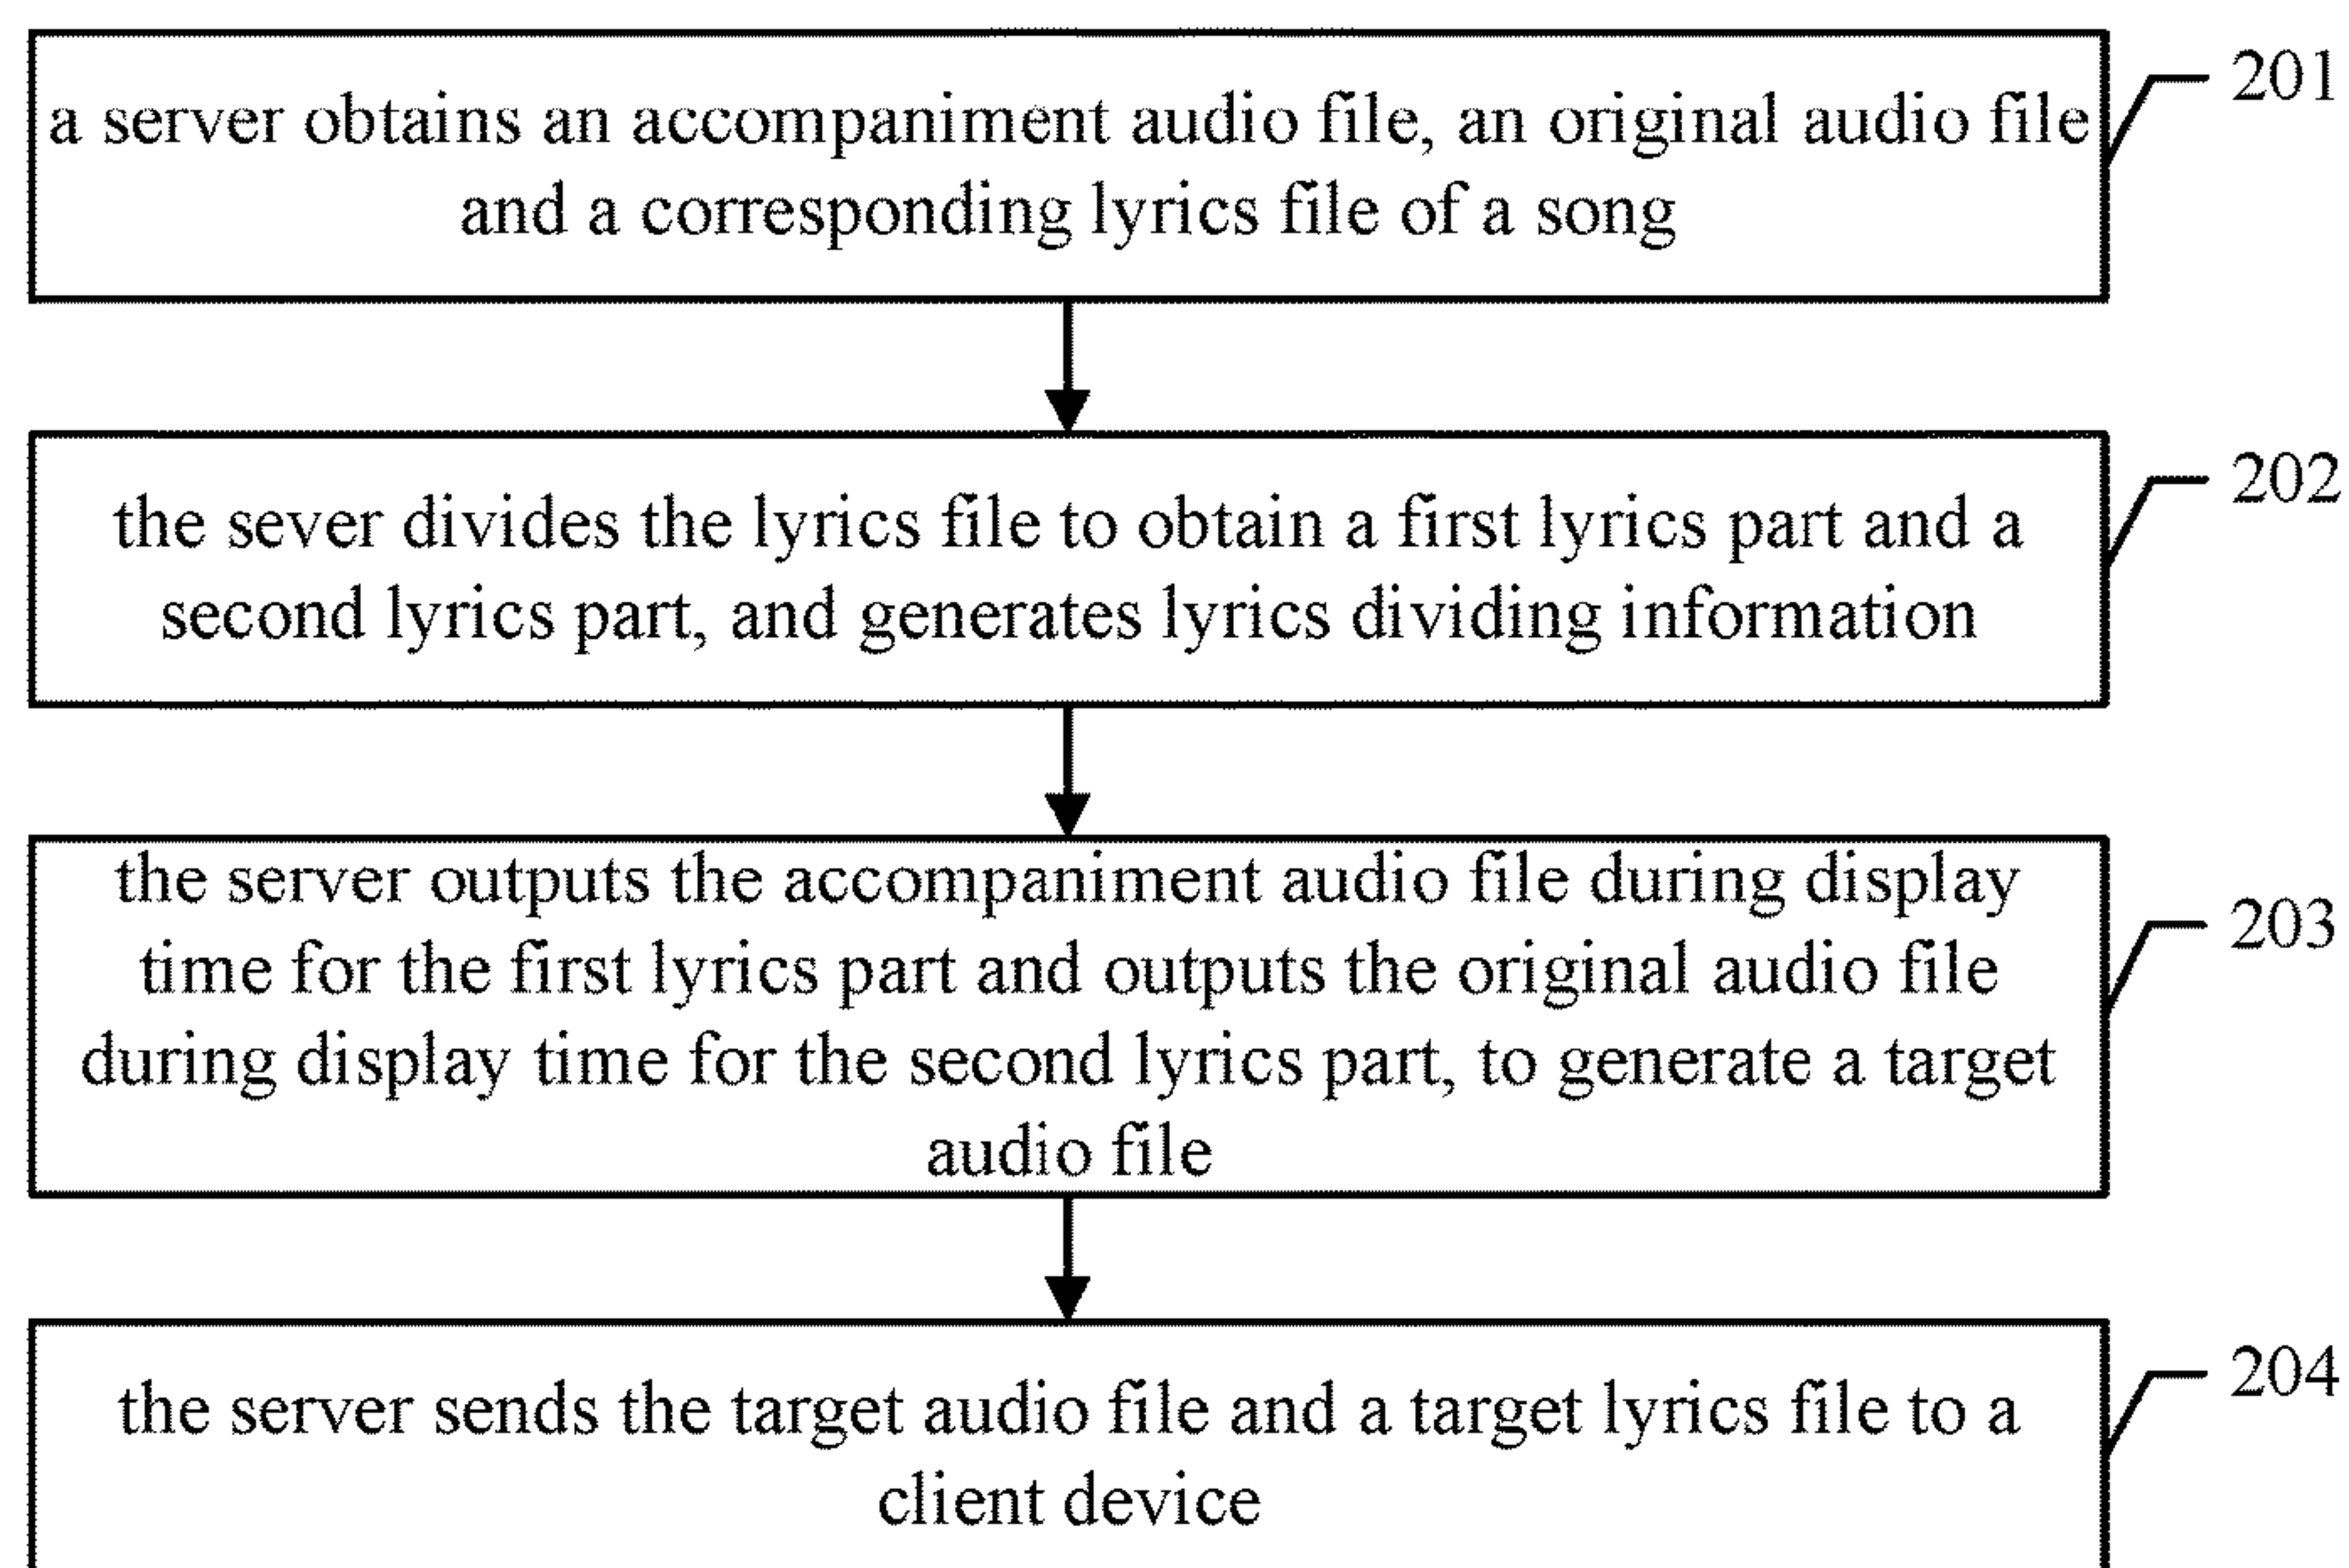 a server obtains an accompaniment audio file, an original audio file
and a corresponding lyrics file of a song
201
the sever divides the lyrics file to obtain a first lyrics part and a
second lyrics part, and generates lyrics dividing information
202
the server outputs the accompaniment audio file during display
time for the first lyrics part and outputs the original audio file
during display time for the second lyrics part, to generate a target
audio file
203
the server sends the target audio file and a target lyrics file to a
client device
204